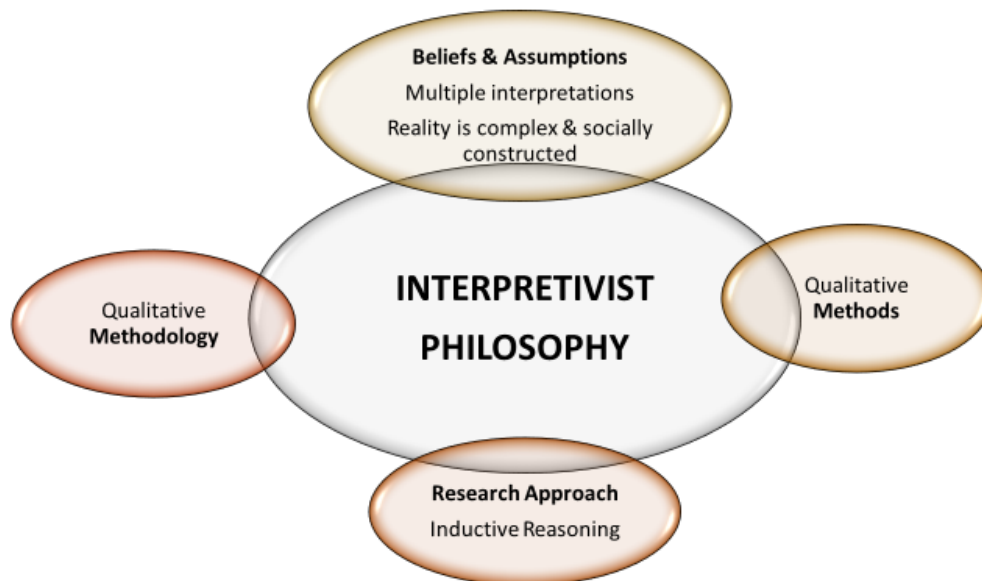 Beliefs & Assumptions
Multiple interpretations
Reality is complex & socially
constructed
INTERPRETIVIST
PHILOSOPHY
Qualitative
Methodology
Qualitative
Methods
Research Approach
Inductive Reasoning